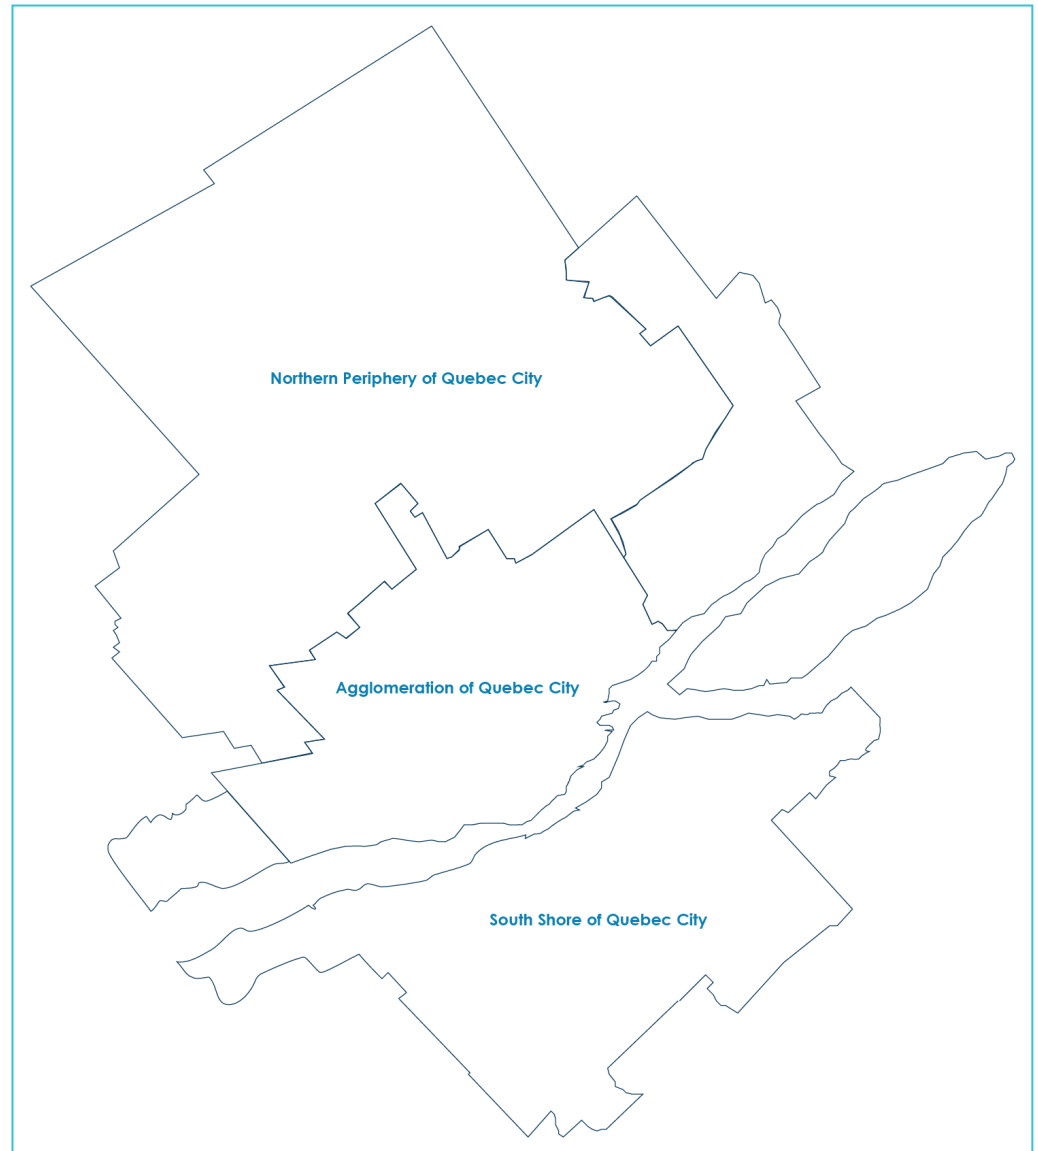 Northern Periphery of Quebec City
Agglomeration of Quebec City
South Shore of Quebec City